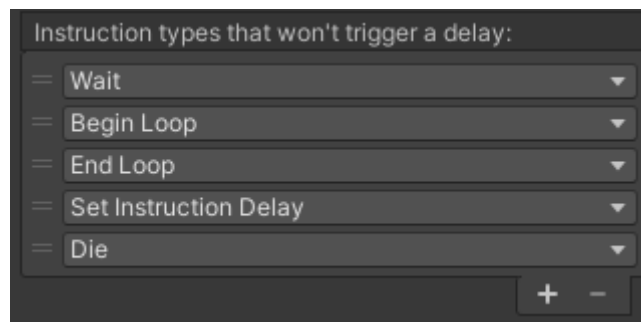 Instruction types that won't trigger a delay:
Wait
Begin Loop
End Loop
Set Instruction Delay
Die